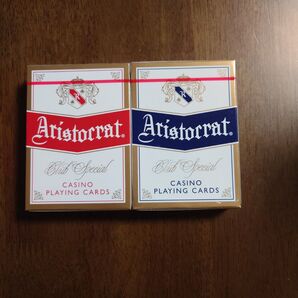 Aristocrat®
Club Special
CASINO
PLAYING CARDS
Aristocrat®
Club Special
CASINO
PLAYING CARDS